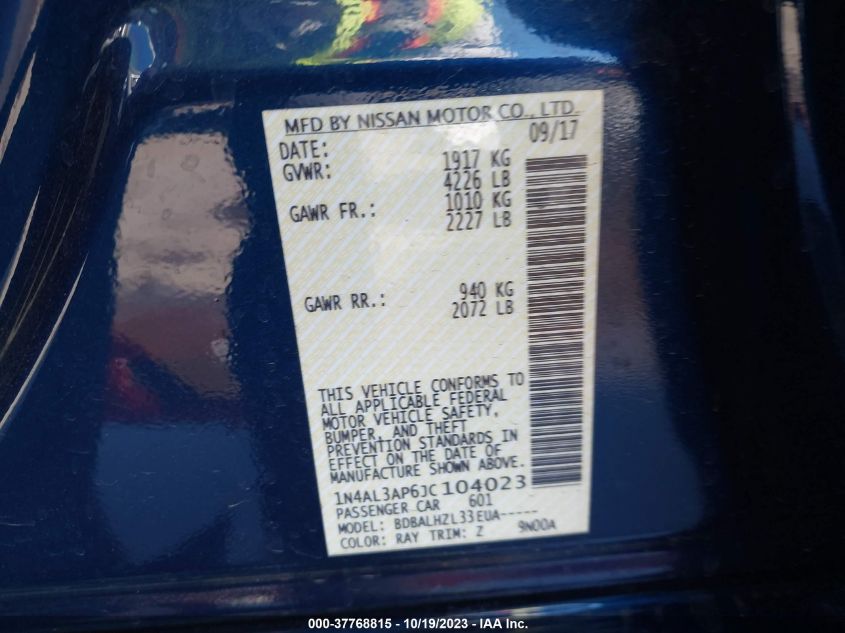 MFD BY NISSAN MOTOR CO., LTD.
DATE: 09/17
GVWR: 1917 KG
4226 LB
GAWR FR.: 1010 KG
2227 LB
GAWR RR.: 940 KG
2072 LB
THIS VEHICLE CONFORMS TO
ALL APPLICABLE FEDERAL
MOTOR VEHICLE SAFETY,
BUMPER, AND THEFT
PREVENTION STANDARDS IN
EFFECT ON THE DATE OF
MANUFACTURE SHOWN ABOVE.
1N4AL3AP6JC104023
PASSENGER CAR 601
MODEL: BDBALHZL33EUA-----
COLOR: RAY TRIM: Z 9N00A
000-37768815 - 10/19/2023 - IAA Inc.